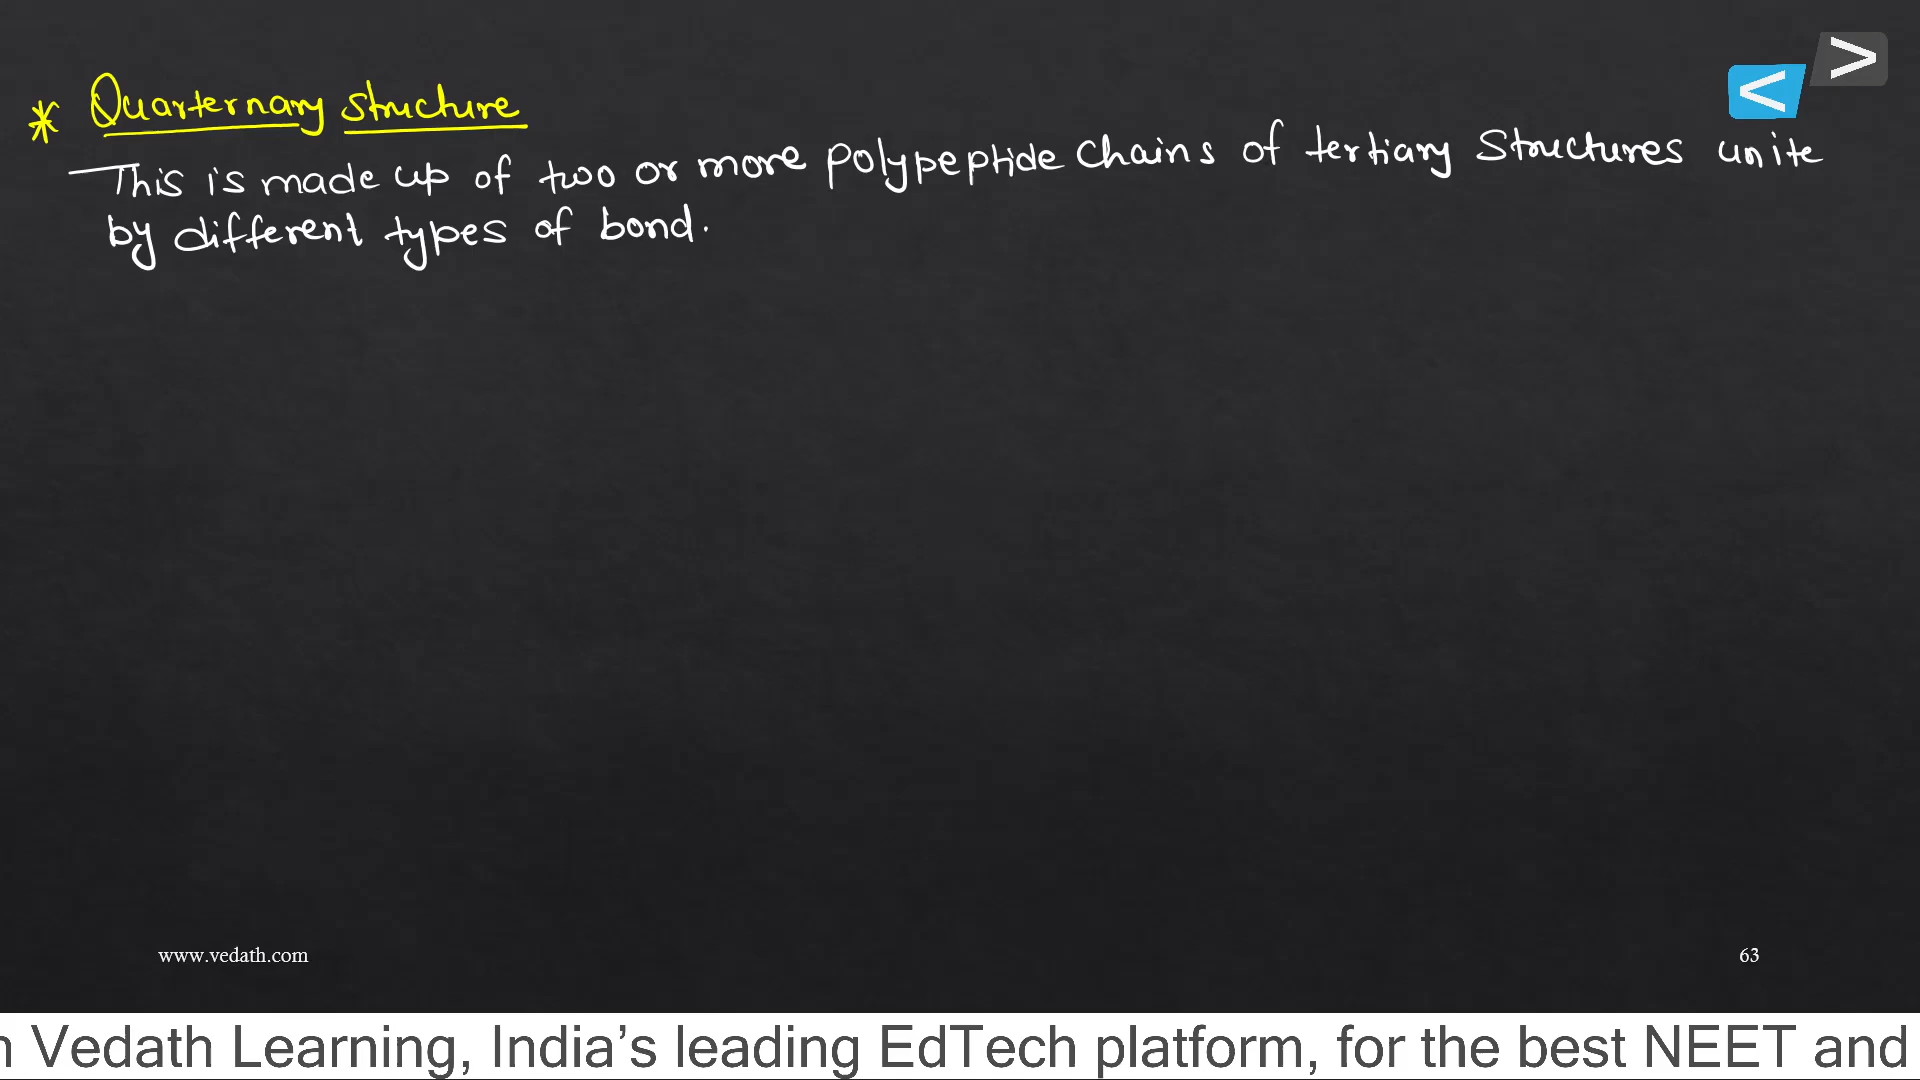 * Quarternary structure
This is made up of two or more polypeptide chains of tertiary structures unite
by different types of bond.
www.vedath.com
63
n Vedath Learning, India’s leading EdTech platform, for the best NEET and